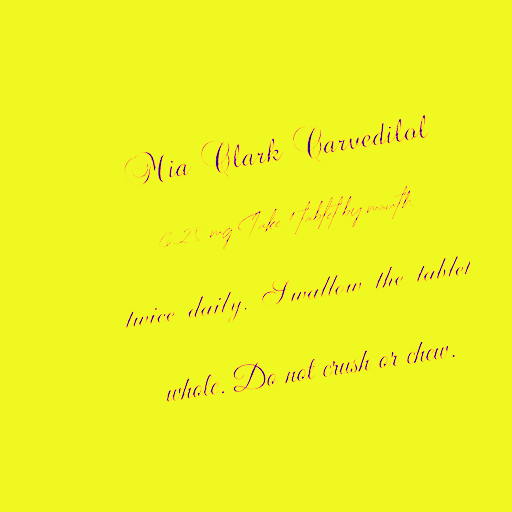 Mia Clark Carvedilol
6.25 mg Take 1 tablet by mouth
twice daily. Swallow the tablet
whole. Do not crush or chew.